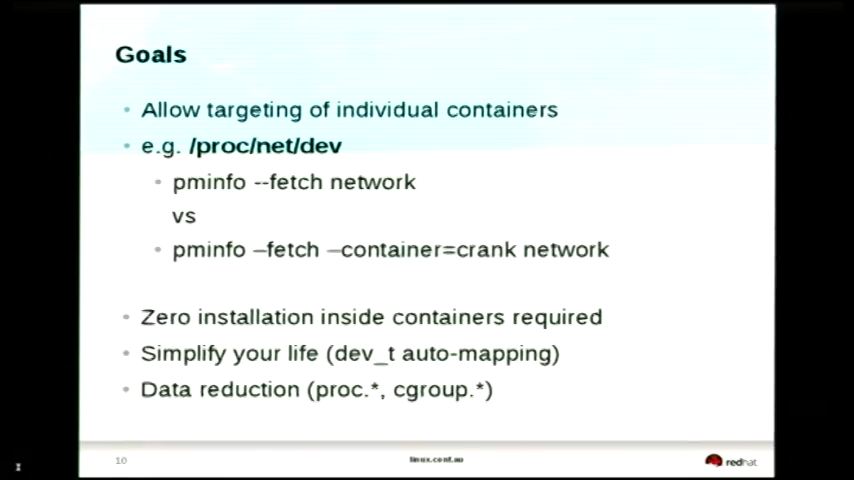 Goals
Allow targeting of individual containers
e.g. /proc/net/dev
pminfo --fetch network
vs
pminfo –fetch –container=crank network
Zero installation inside containers required
Simplify your life (dev_t auto-mapping)
Data reduction (proc.*, cgroup.*)
10
linux.conf.au
redhat